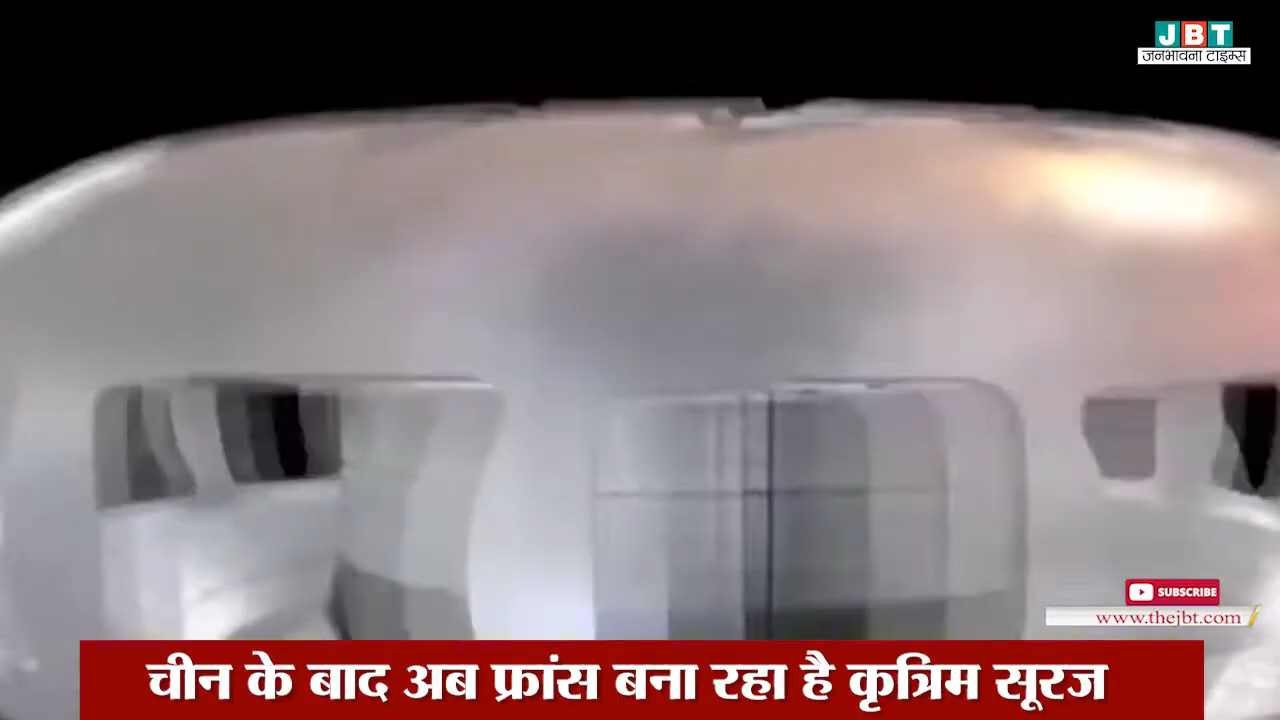 JBT
जनभावना टाइम्स
SUBSCRIBE
www.thejbt.com
चीन के बाद अब फ्रांस बना रहा है कृत्रिम सूरज